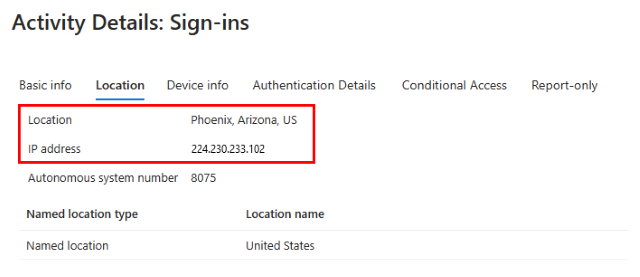 Activity Details: Sign-ins
Basic info Location Device info Authentication Details Conditional Access Report-only
Location Phoenix, Arizona, US
IP address 224.230.233.102
Autonomous system number 8075
Named location type Location name
Named location United States